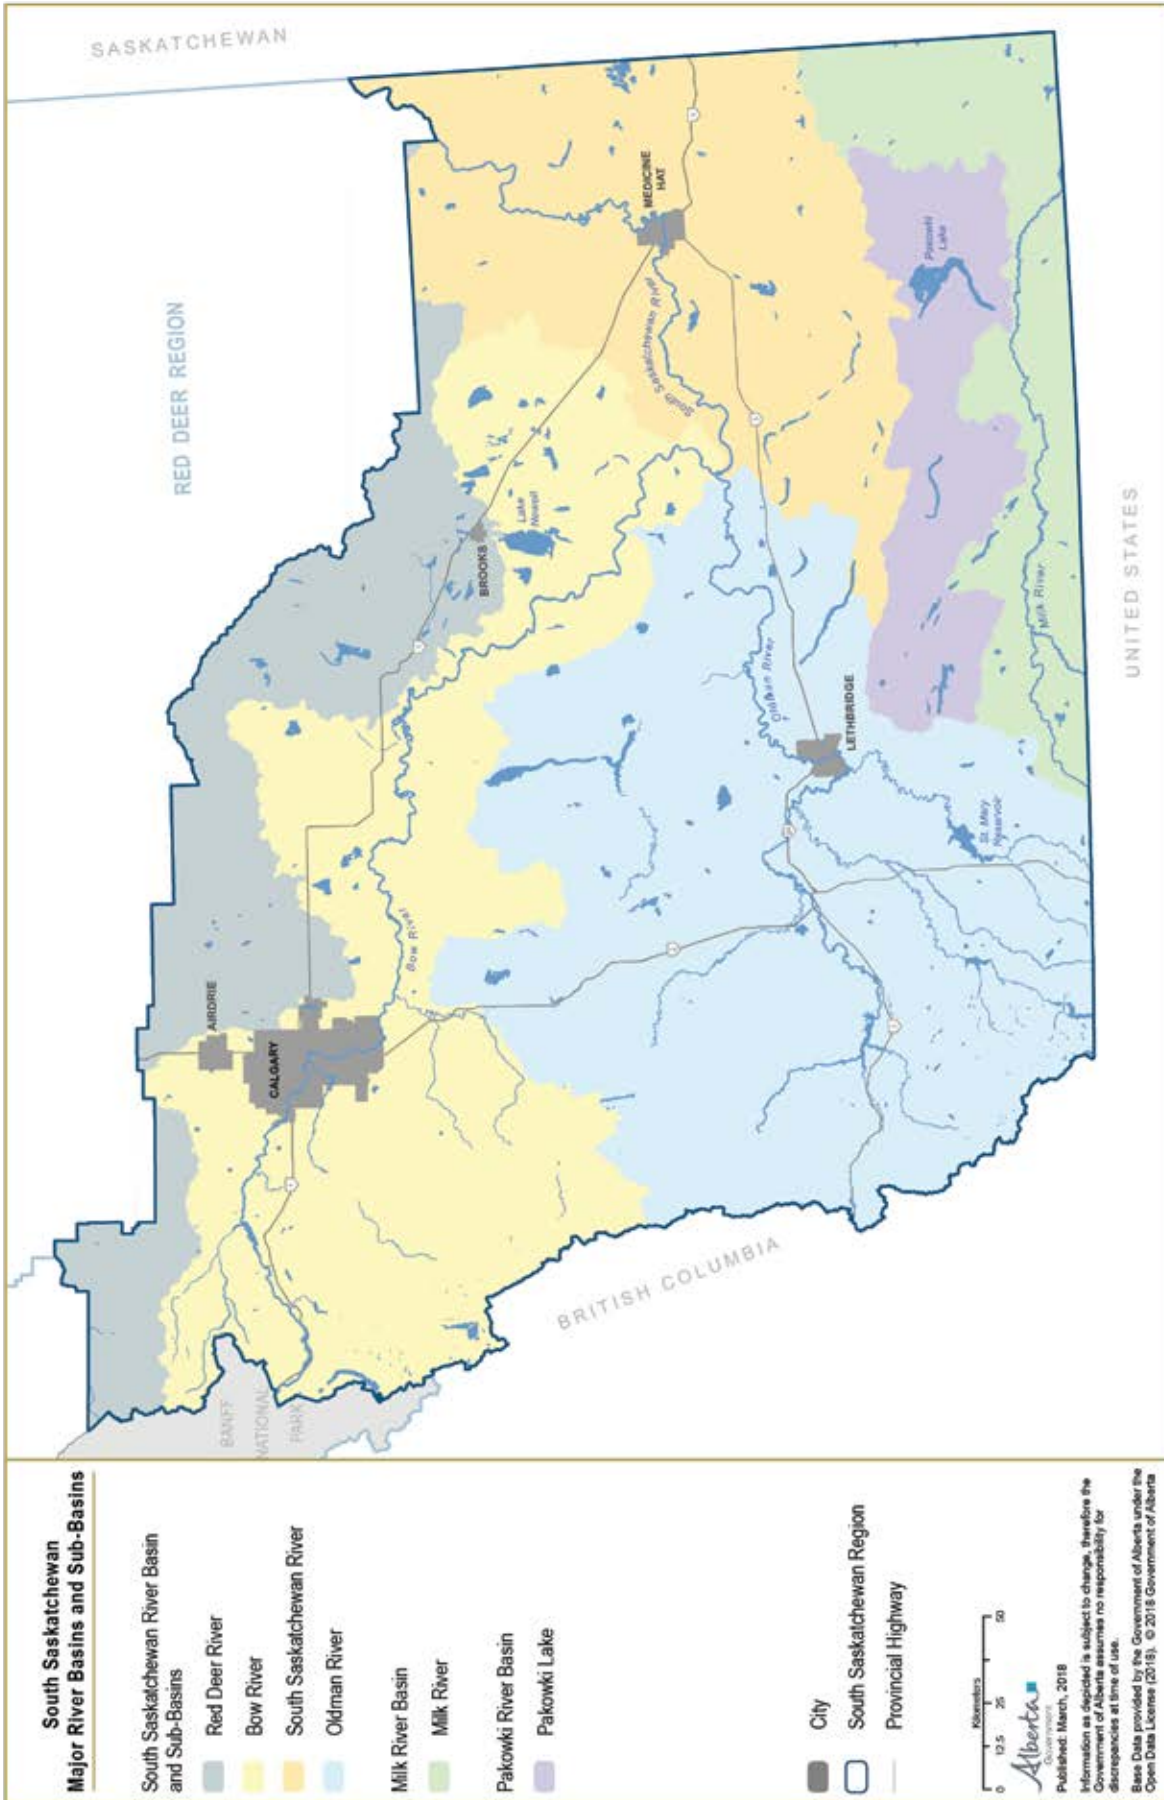 South Saskatchewan
Major River Basins and Sub-Basins
South Saskatchewan River Basin
and Sub-Basins
Red Deer River
Bow River
South Saskatchewan River
Oldman River
Milk River Basin
Milk River
Pakowki River Basin
Pakowki Lake
City
South Saskatchewan Region
Provincial Highway
Kilometers
0 12.5 25 50
Alberta
Government
Published: March, 2018
Information as depicted is subject to change, therefore the
Government of Alberta assumes no responsibility for
discrepancies at time of use.
Base Data provided by the Government of Alberta under the
Open Data License (2018). © 2018 Government of Alberta
BANFF
NATIONAL
PARK
BRITISH COLUMBIA
RED DEER REGION
SASKATCHEWAN
UNITED STATES
AIRDRIE
CALGARY
Bow River
BROOKS
Lake
Newell
MEDICINE
HAT
South Saskatchewan River
Oldman River
LETHBRIDGE
St. Mary
Reservoir
Pakowki
Lake
Milk River